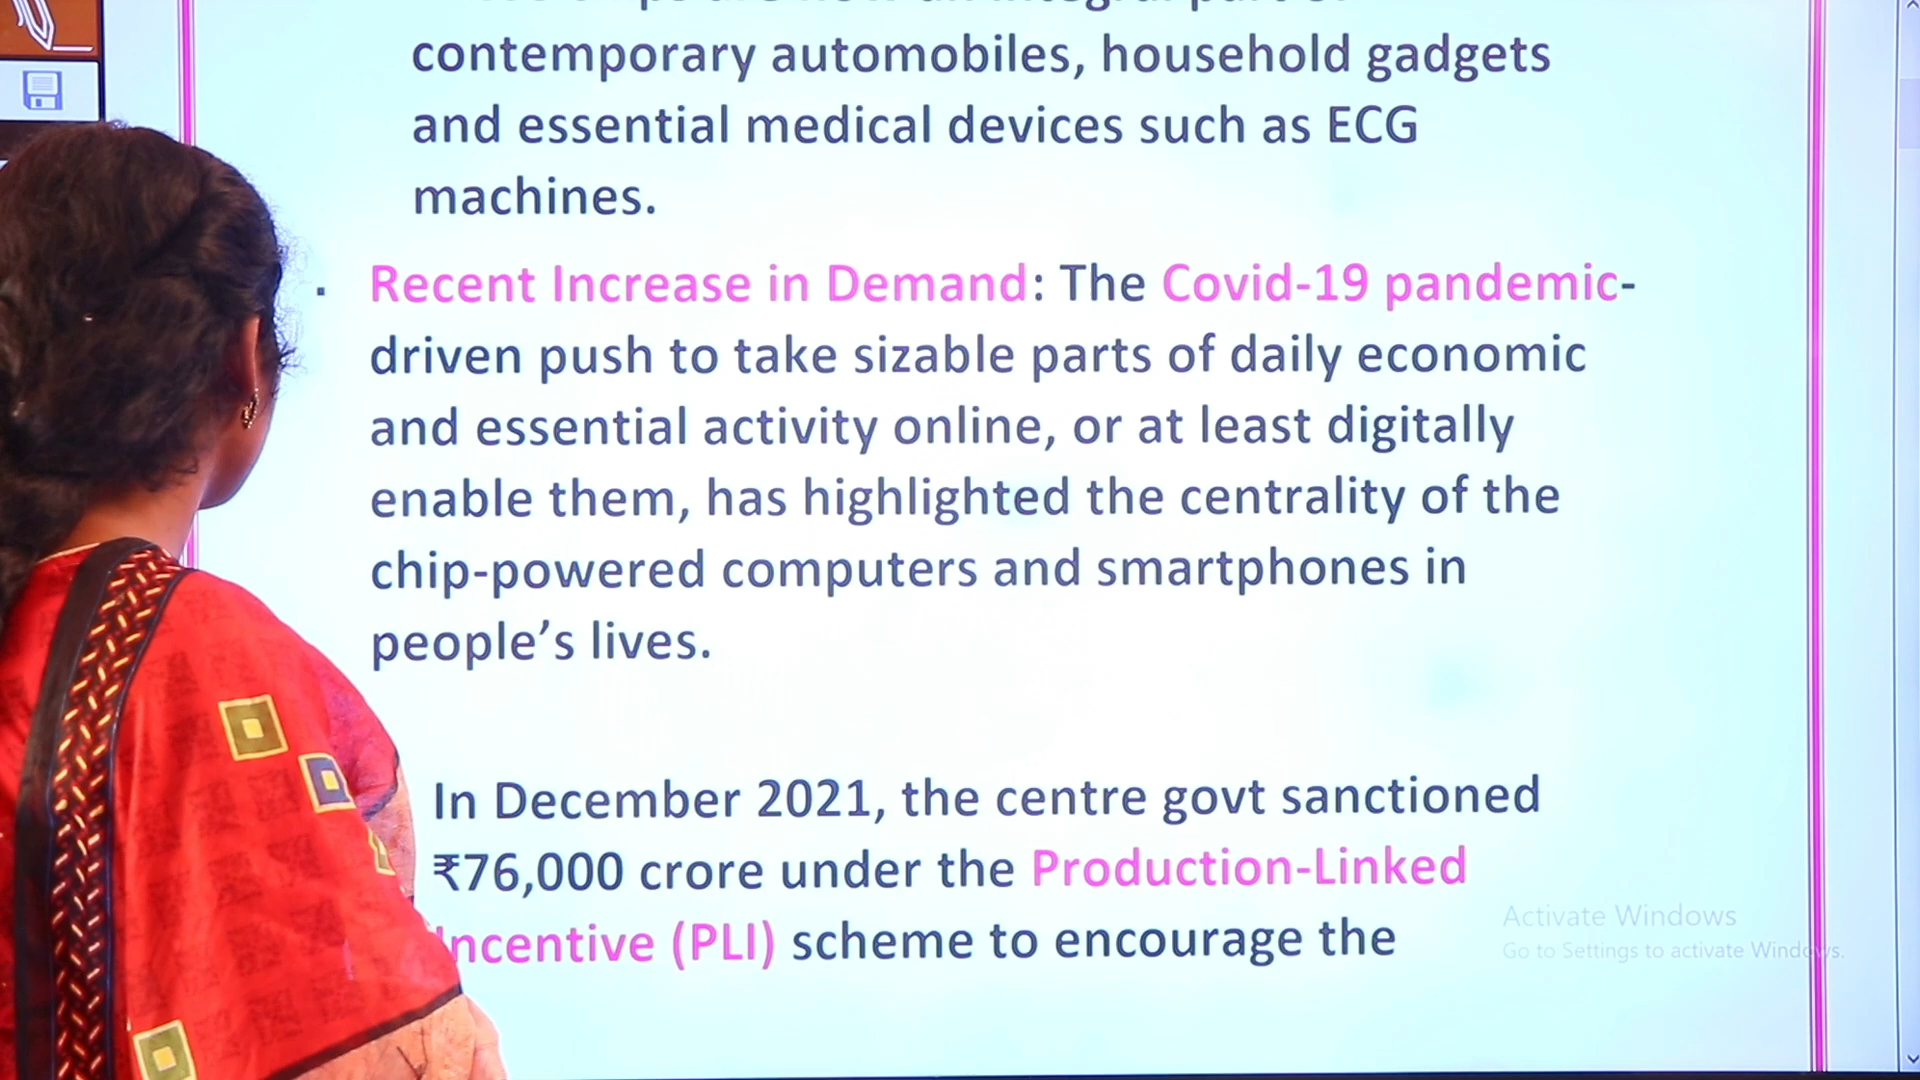 contemporary automobiles, household gadgets
and essential medical devices such as ECG
machines.
Recent Increase in Demand: The Covid-19 pandemic-
driven push to take sizable parts of daily economic
and essential activity online, or at least digitally
enable them, has highlighted the centrality of the
chip-powered computers and smartphones in
people’s lives.
In December 2021, the centre govt sanctioned
₹76,000 crore under the Production-Linked
Incentive (PLI) scheme to encourage the
Activate Windows
Go to Settings to activate Windows.